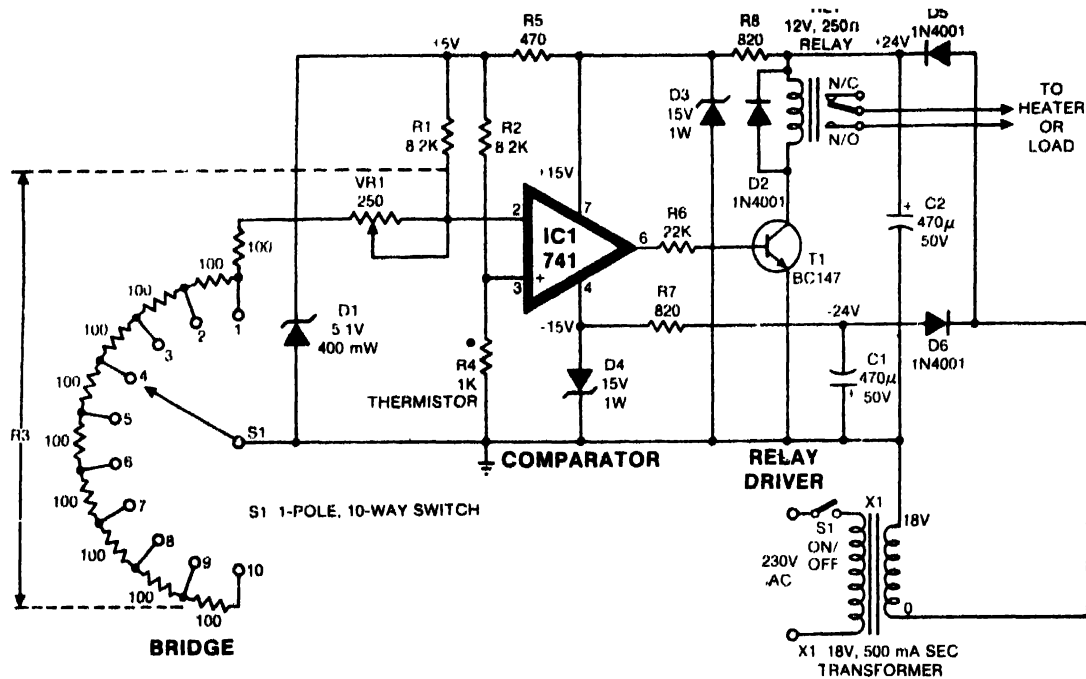 12V, 250Ω
RELAY
D5
1N4001
R5
470
R8
820
+5V
+24V
N/C
N/O
TO
HEATER
OR
LOAD
R1
8 2K
R2
8 2K
D3
15V
1W
+15V
D2
1N4001
VR1
250
2
7
IC1
741
6
3
+
4
R6
22K
T1
BC147
C2
470μ
50V
+
100
100
100
100
100
100
100
100
100
100
1
2
3
4
5
6
7
8
9
10
R3
S1
D1
5 1V
400 mW
-15V
R7
820
-24V
D6
1N4001
R4
1K
THERMISTOR
D4
15V
1W
C1
470μ
50V
+
COMPARATOR
RELAY
DRIVER
S1 1-POLE, 10-WAY SWITCH
BRIDGE
S1
ON/
OFF
230V
AC
X1
18V
0
X1 18V, 500 mA SEC
TRANSFORMER